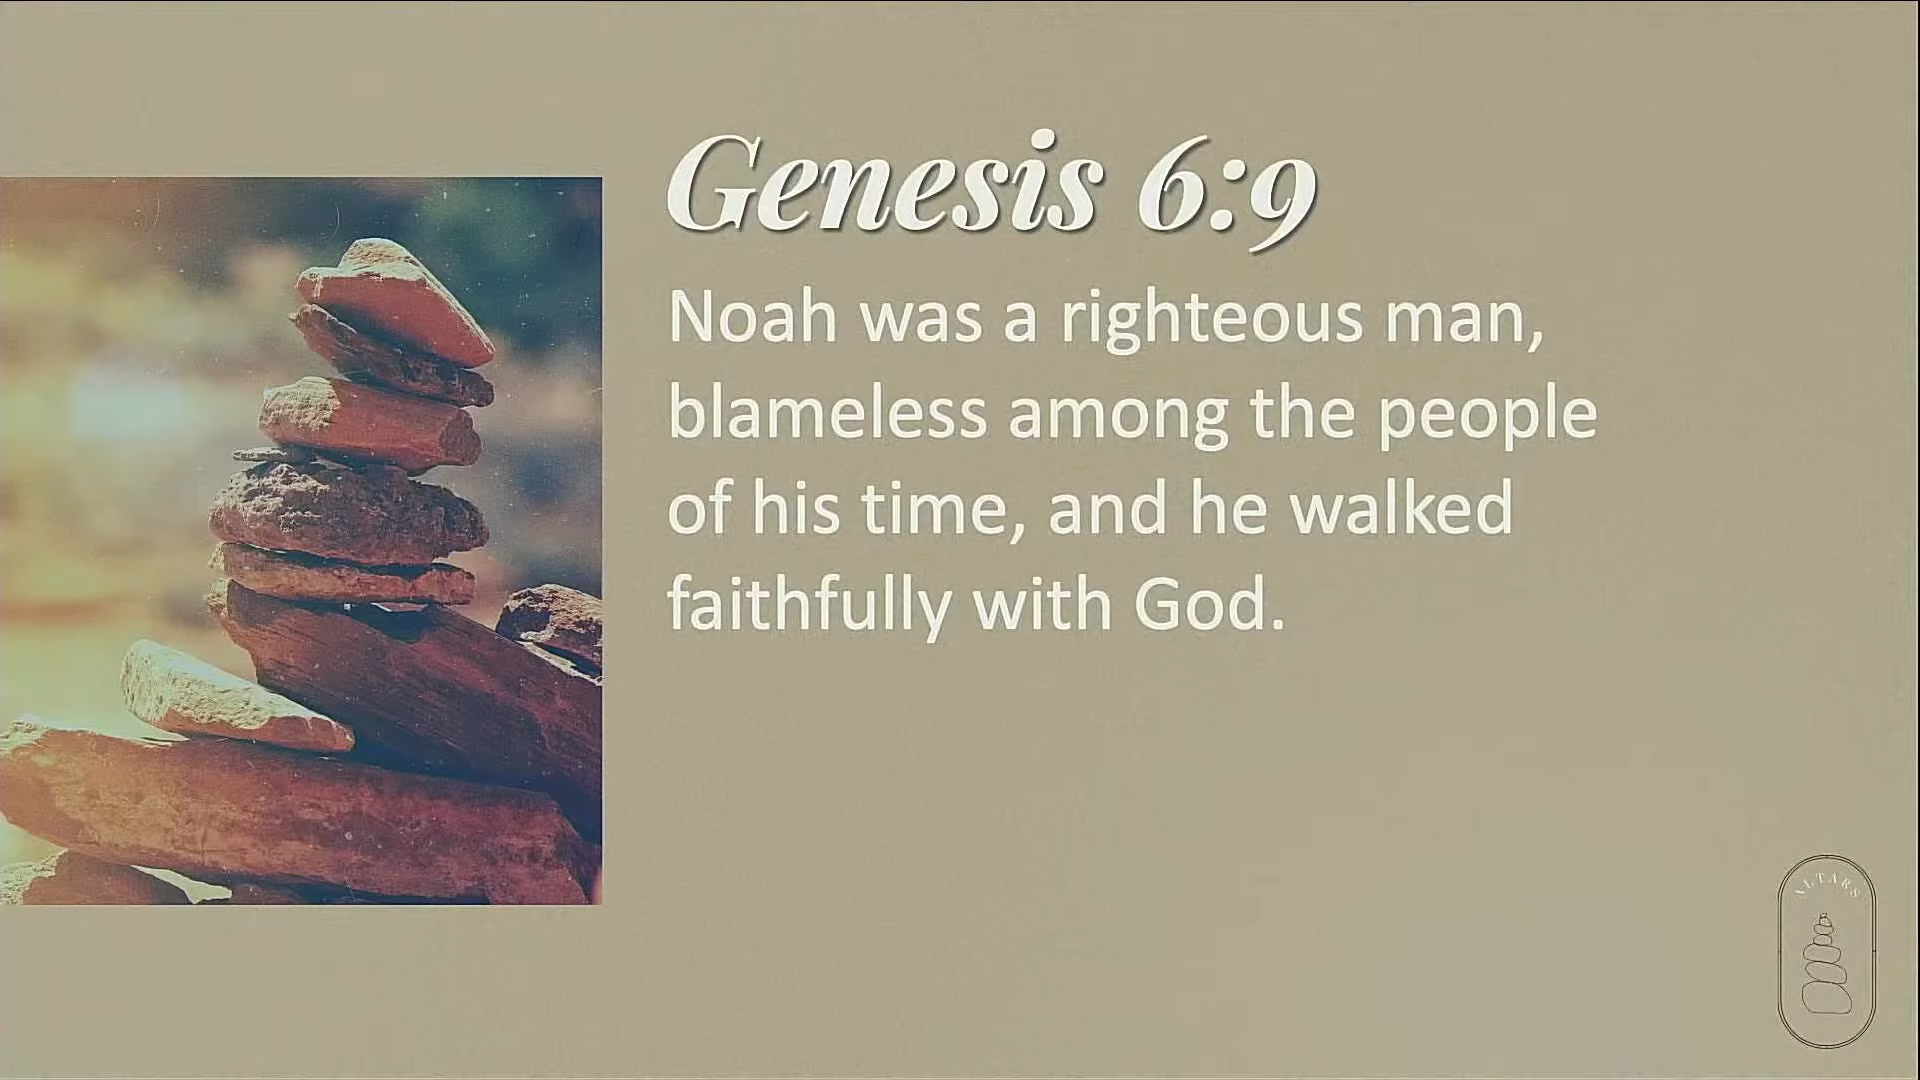 Genesis 6:9
Noah was a righteous man,
blameless among the people
of his time, and he walked
faithfully with God.
ALTARS